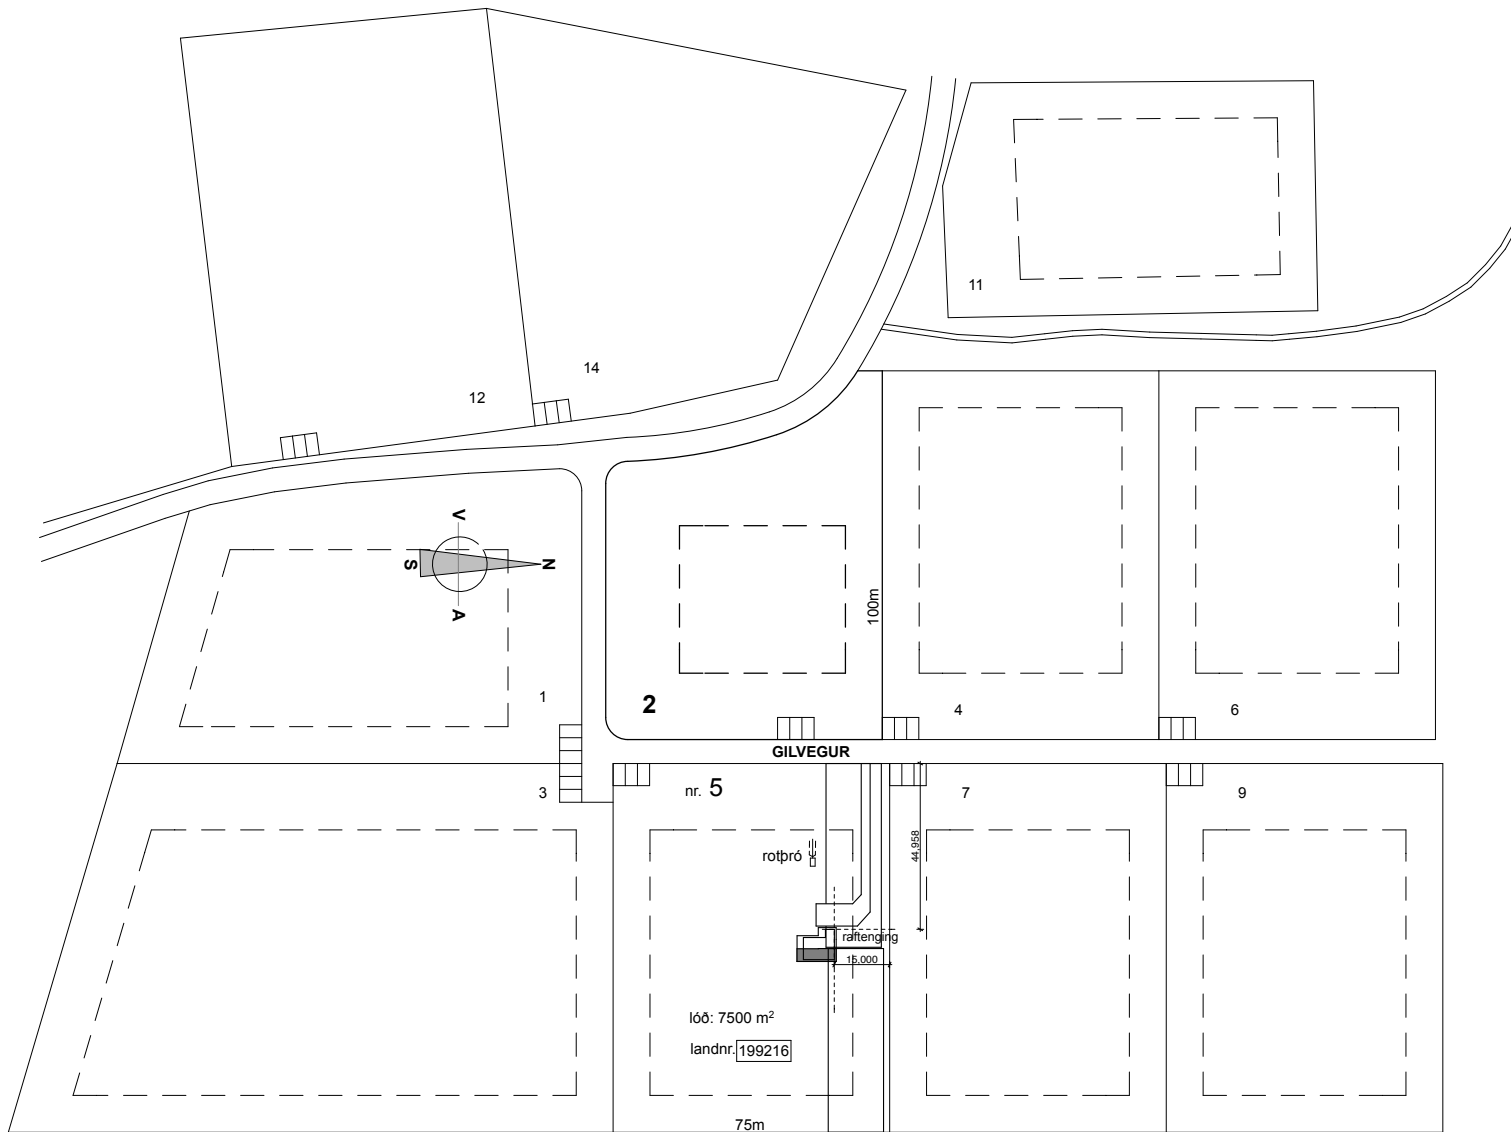 11
14
12
V
S
N
A
100m
1
2
4
6
GILVEGUR
3
nr. 5
7
9
44,958
rotþró
raftenging
15,000
lóð: 7500 m²
landnr. 199216
75m